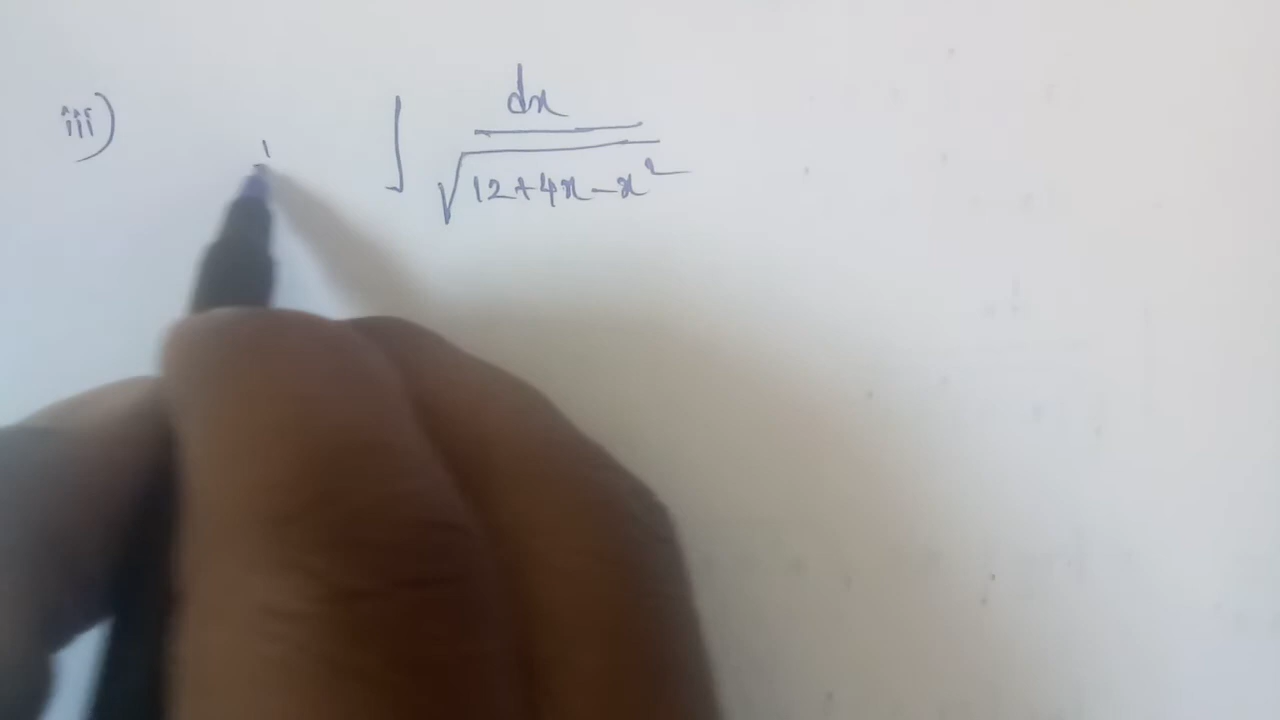 iii) ∫ dx / √(12+4x-x²)